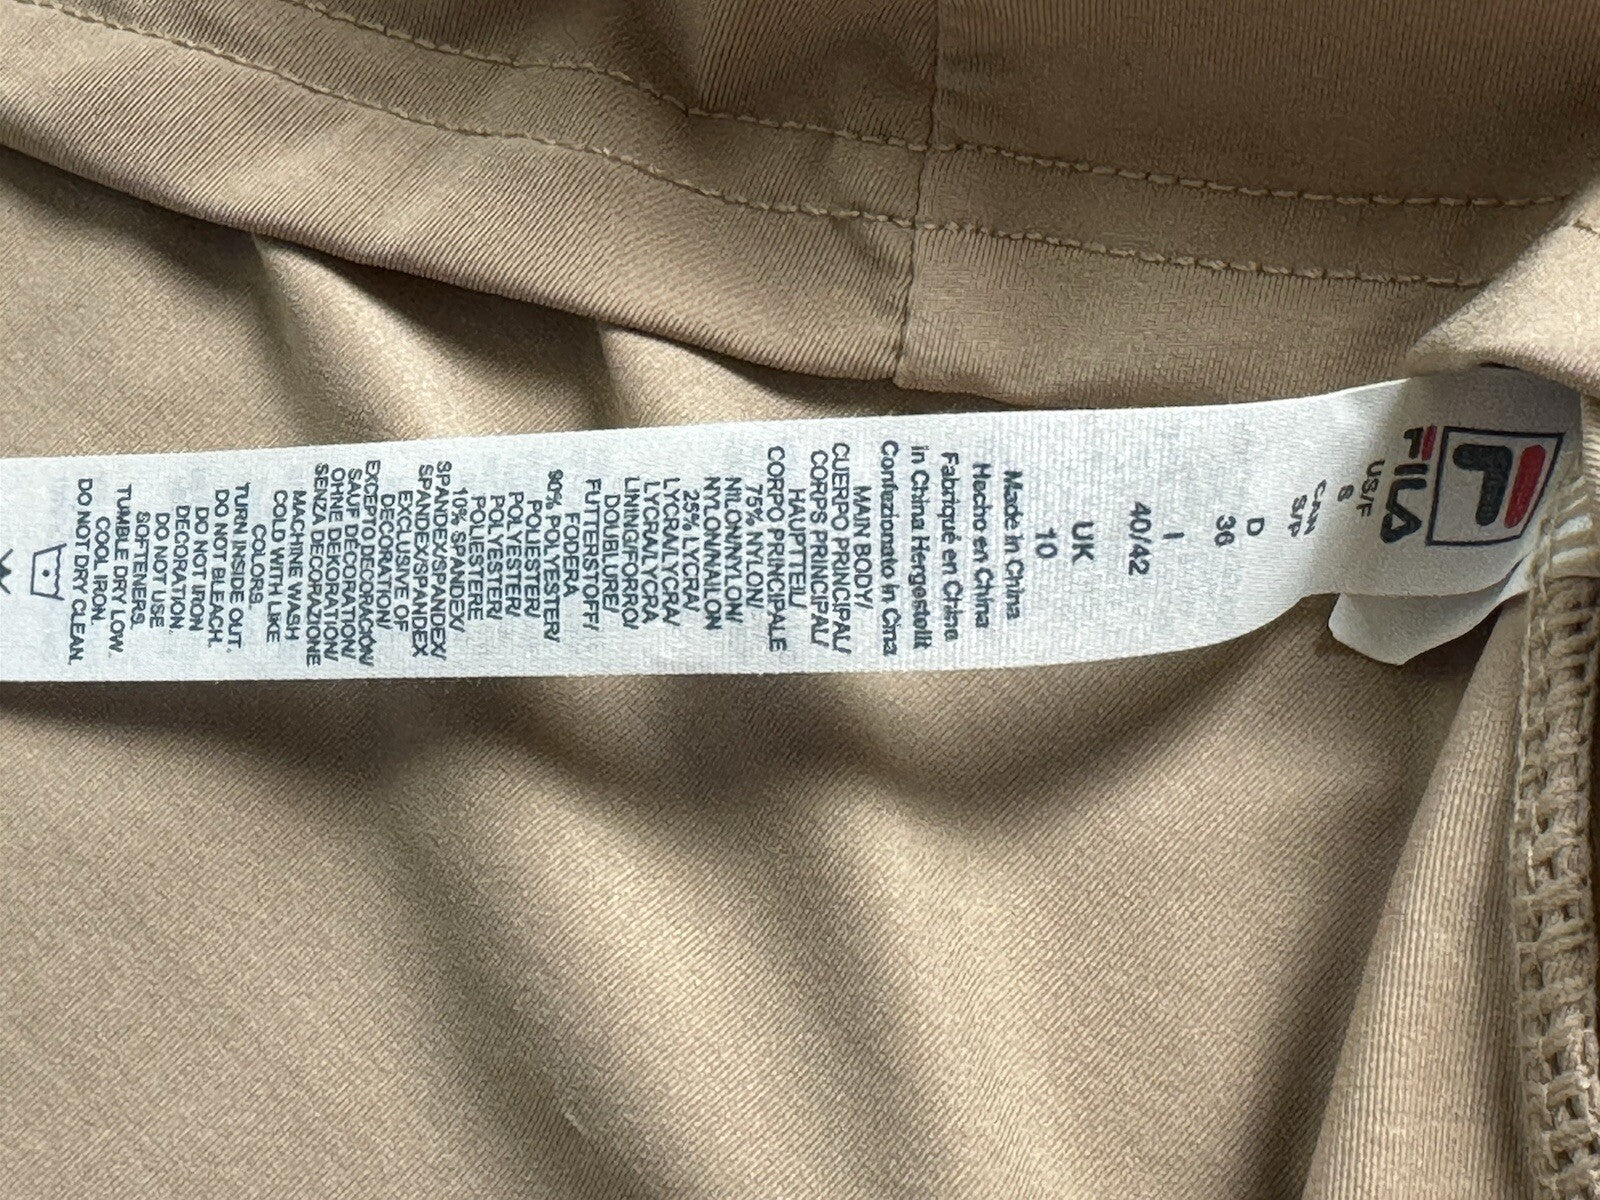 FILA
US/F
S
CAN
S/P
D
36
I
40/42
UK
10
Made in China
Hecho en China
Fabriqué en Chine
in China Hergestellt
Confezionato in Cina
MAIN BODY/
CUERPO PRINCIPAL/
CORPS PRINCIPAL/
HAUPTTEIL/
CORPO PRINCIPALE
75% NYLON/
NILON/NYLON/
NYLON/NAILON
25% LYCRA/
LYCRA/LYCRA/
LYCRA/LYCRA
LINING/FORRO/
DOUBLURE/
FUTTERSTOFF/
FODERA
90% POLYESTER/
POLIESTER/
POLYESTER/
POLYESTER/
POLIESTERE
10% SPANDEX/
SPANDEX/SPANDEX/
SPANDEX/SPANDEX
EXCLUSIVE OF
DECORATION/
EXCEPTO DECORACIÓN/
SAUF DÉCORATION/
OHNE DEKORATION/
SENZA DECORAZIONE
MACHINE WASH
COLD WITH LIKE
COLORS.
TURN INSIDE OUT.
DO NOT BLEACH.
DO NOT IRON
DECORATION.
DO NOT USE
SOFTENERS.
TUMBLE DRY LOW.
COOL IRON.
DO NOT DRY CLEAN.